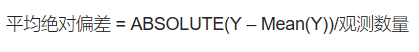 平均绝对偏差 = ABSOLUTE(Y – Mean(Y))/观测数量